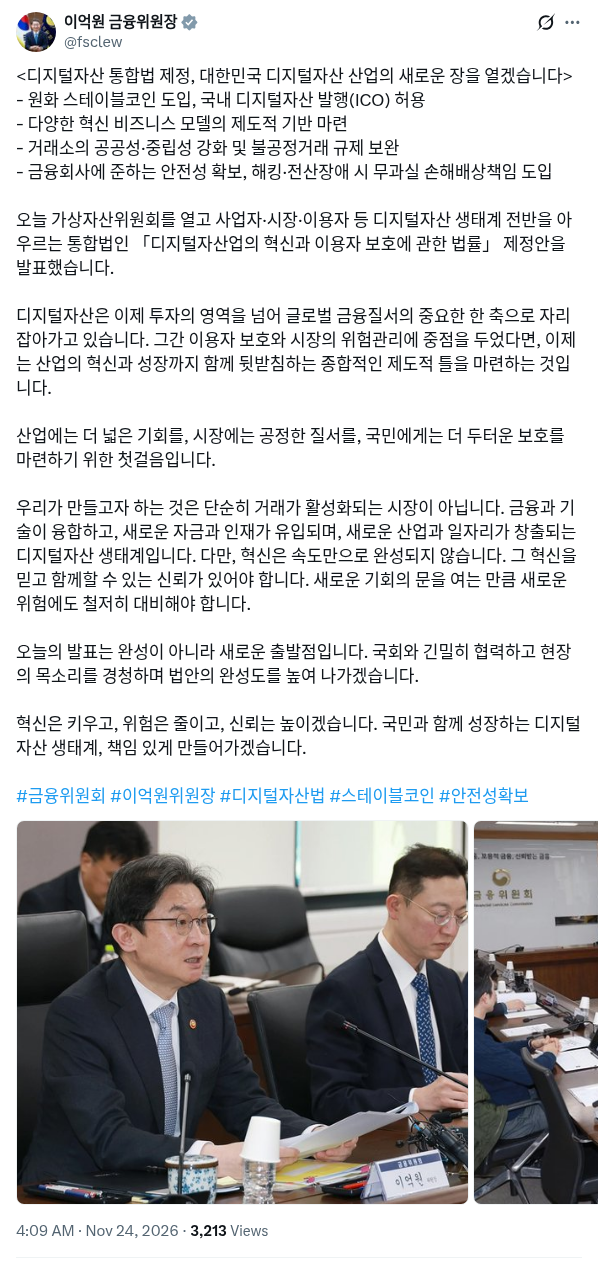 이억원 금융위원장
@fsclew
<디지털자산 통합법 제정, 대한민국 디지털자산 산업의 새로운 장을 열겠습니다>
- 원화 스테이블코인 도입, 국내 디지털자산 발행(ICO) 허용
- 다양한 혁신 비즈니스 모델의 제도적 기반 마련
- 거래소의 공공성·중립성 강화 및 불공정거래 규제 보완
- 금융회사에 준하는 안전성 확보, 해킹·전산장애 시 무과실 손해배상책임 도입
오늘 가상자산위원회를 열고 사업자·시장·이용자 등 디지털자산 생태계 전반을 아
우르는 통합법인 「디지털자산업의 혁신과 이용자 보호에 관한 법률」 제정안을
발표했습니다.
디지털자산은 이제 투자의 영역을 넘어 글로벌 금융질서의 중요한 한 축으로 자리
잡아가고 있습니다. 그간 이용자 보호와 시장의 위험관리에 중점을 두었다면, 이제
는 산업의 혁신과 성장까지 함께 뒷받침하는 종합적인 제도적 틀을 마련하는 것입
니다.
산업에는 더 넓은 기회를, 시장에는 공정한 질서를, 국민에게는 더 두터운 보호를
마련하기 위한 첫걸음입니다.
우리가 만들고자 하는 것은 단순히 거래가 활성화되는 시장이 아닙니다. 금융과 기
술이 융합하고, 새로운 자금과 인재가 유입되며, 새로운 산업과 일자리가 창출되는
디지털자산 생태계입니다. 다만, 혁신은 속도만으로 완성되지 않습니다. 그 혁신을
믿고 함께할 수 있는 신뢰가 있어야 합니다. 새로운 기회의 문을 여는 만큼 새로운
위험에도 철저히 대비해야 합니다.
오늘의 발표는 완성이 아니라 새로운 출발점입니다. 국회와 긴밀히 협력하고 현장
의 목소리를 경청하며 법안의 완성도를 높여 나가겠습니다.
혁신은 키우고, 위험은 줄이고, 신뢰는 높이겠습니다. 국민과 함께 성장하는 디지털
자산 생태계, 책임 있게 만들어가겠습니다.
#금융위원회 #이억원위원장 #디지털자산법 #스테이블코인 #안전성확보
금융위원회
이억원
포용적 금융, 신뢰받는 금융
금융위원회
4:09 AM · Nov 24, 2026 · 3,213 Views